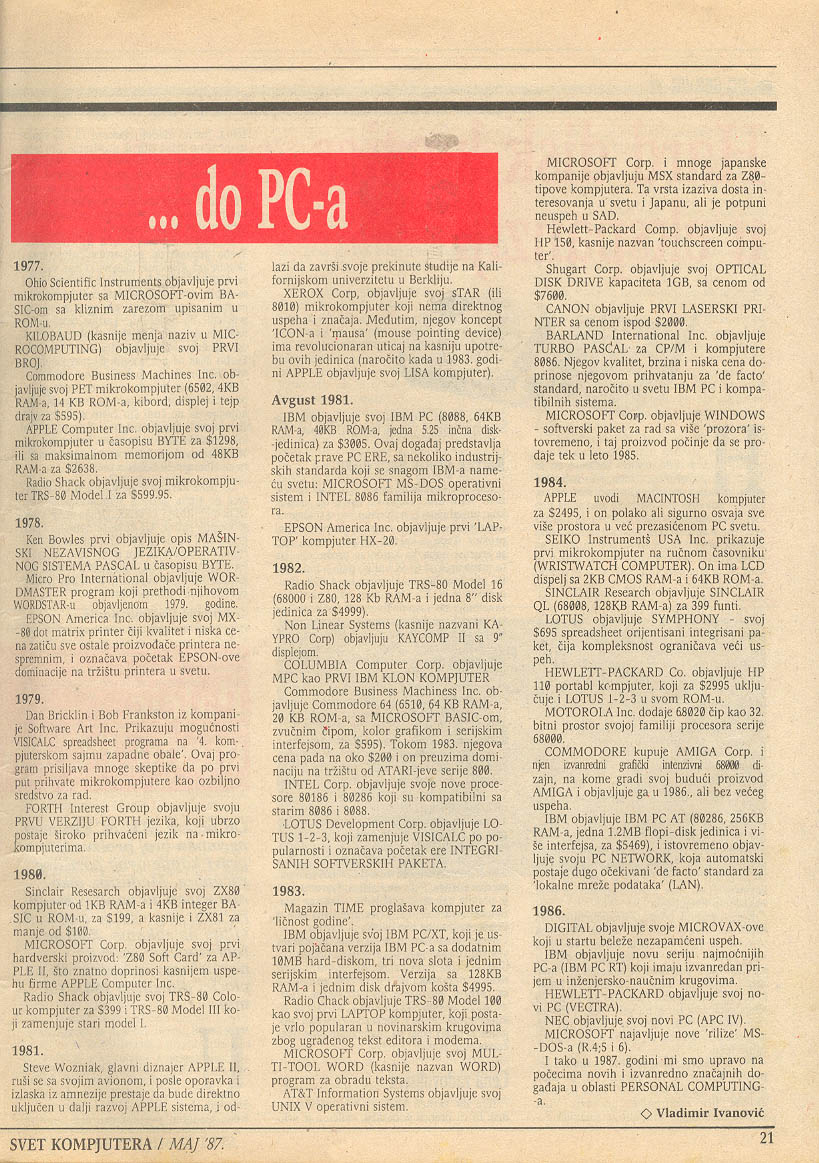 ... do PC-a
1977.
Ohio Scientific Instruments objavljuje prvi
mikrokompjuter sa MICROSOFT-ovim BA-
SIC-om sa kliznim zarezom upisanim u
ROM-u.
KILOBAUD (kasnije menja naziv u MIC-
ROCOMPUTING) objavljuje svoj PRVI
BROJ.
Commodore Business Machines Inc. ob-
javljuje svoj PET mikrokompjuter (6502, 4KB
RAM-a, 14 KB ROM-a, kibord, displej i tejp
drajv za $595).
APPLE Computer Inc. objavljuje svoj prvi
mikrokompjuter u časopisu BYTE za $1298,
ili sa maksimalnom memorijom od 48KB
RAM-a za $2638.
Radio Shack objavljuje svoj mikrokompju-
ter TRS-80 Model I za $599.95.
1978.
Ken Bowles prvi objavljuje opis MAŠIN-
SKI NEZAVISNOG JEZIKA/OPERATIV-
NOG SISTEMA PASCAL u časopisu BYTE.
Micro Pro International objavljuje WOR-
DMASTER program koji prethodi njihovom
WORDSTAR-u objavljenom 1979. godine.
EPSON America Inc. objavljuje svoj MX-
-80 dot matrix printer čiji kvalitet i niska ce-
na zatiču sve ostale proizvođače printera ne-
spremnim, i označava početak EPSON-ove
dominacije na tržištu printera u svetu.
1979.
Dan Bricklin i Bob Frankston iz kompani-
je Software Art Inc. Prikazuju mogućnosti
VISICALC spreadsheet programa na '4. kom-
pjuterskom sajmu zapadne obale'. Ovaj pro-
gram prisiljava mnoge skeptike da po prvi
put prihvate mikrokompjutere kao ozbiljno
sredstvo za rad.
FORTH Interest Group objavljuje svoju
PRVU VERZIJU FORTH jezika, koji ubrzo
postaje široko prihvaćeni jezik na mikro-
kompjuterima.
1980.
Sinclair Resesarch objavljuje svoj ZX80
kompjuter od 1KB RAM-a i 4KB integer BA-
SIC u ROM-u, za $199, a kasnije i ZX81 za
manje od $100.
MICROSOFT Corp. objavljuje svoj prvi
hardverski proizvod: 'Z80 Soft Card' za AP-
PLE II, što znatno doprinosi kasnijem uspe-
hu firme APPLE Computer Inc.
Radio Shack objavljuje svoj TRS-80 Colo-
ur kompjuter za $399 i TRS-80 Model III ko-
ji zamenjuje stari model I.
1981.
Steve Wozniak, glavni diznajer APPLE II,
ruši se sa svojim avionom, i posle oporavka i
izlaska iz amnezije prestaje da bude direktno
uključen u dalji razvoj APPLE sistema, i od-
lazi da završi svoje prekinute studije na Kali-
fornijskom univerzitetu u Berkliju.
XEROX Corp, objavljuje svoj sTAR (ili
8010) mikrokompjuter koji nema direktnog
uspeha i značaja. Međutim, njegov koncept
'ICON-a i 'mausa' (mouse pointing device)
ima revolucionaran uticaj na kasniju upotre-
bu ovih jedinica (naročito kada u 1983. godi-
ni APPLE objavljuje svoj LISA kompjuter).
Avgust 1981.
IBM objavljuje svoj IBM PC (8088, 64KB
RAM-a, 40KB ROM-a, jedna 5.25 inčna disk-
-jedinica) za $3005. Ovaj događaj predstavlja
početak prave PC ERE, sa nekoliko industrij-
skih standarda koji se snagom IBM-a name-
ću svetu: MICROSOFT MS-DOS operativni
sistem i INTEL 8086 familija mikroproceso-
ra.
EPSON America Inc. objavljuje prvi 'LAP-
TOP' kompjuter HX-20.
1982.
Radio Shack objavljuje TRS-80 Model 16
(68000 i Z80, 128 Kb RAM-a i jedna 8'' disk
jedinica za $4999).
Non Linear Systems (kasnije nazvani KA-
YPRO Corp) objavljuju KAYCOMP II sa 9''
displejom.
COLUMBIA Computer Corp. objavljuje
MPC kao PRVI IBM KLON KOMPJUTER
Commodore Business Machiness Inc. ob-
javljuje Commodore 64 (6510, 64 KB RAM-a,
20 KB ROM-a, sa MICROSOFT BASIC-om,
zvučnim čipom, kolor grafikom i serijskim
interfejsom, za $595). Tokom 1983. njegova
cena pada na oko $200 i on preuzima domi-
naciju na tržištu od ATARI-jeve serije 800.
INTEL Corp. objavljuje svoje nove proce-
sore 80186 i 80286 koji su kompatibilni sa
starim 8086 i 8088.
LOTUS Development Corp. objavljuje LO-
TUS 1-2-3, koji zamenjuje VISICALC po po-
pularnosti i označava početak ere INTEGRI-
SANIH SOFTVERSKIH PAKETA.
1983.
Magazin TIME proglašava kompjuter za
'ličnost godine'.
IBM objavljuje svoj IBM PC/XT, koji je us-
tvari pojačana verzija IBM PC-a sa dodatnim
10MB hard-diskom, tri nova slota i jednim
serijskim interfejsom. Verzija sa 128KB
RAM-a i jednim disk drajvom košta $4995.
Radio Chack objavljuje TRS-80 Model 100
kao svoj prvi LAPTOP kompjuter, koji posta-
je vrlo popularan u novinarskim krugovima
zbog ugrađenog tekst editora i modema.
MICROSOFT Corp. objavljuje svoj MUL-
TI-TOOL WORD (kasnije nazvan WORD)
program za obradu teksta.
AT&T Information Systems objavljuje svoj
UNIX V operativni sistem.
MICROSOFT Corp. i mnoge japanske
kompanije objavljuju MSX standard za Z80-
tipove kompjutera. Ta vrsta izaziva dosta in-
teresovanja u svetu i Japanu, ali je potpuni
neuspeh u SAD.
Hewlett-Packard Comp. objavljuje svoj
HP 150, kasnije nazvan 'touchscreen compu-
ter'.
Shugart Corp. objavljuje svoj OPTICAL
DISK DRIVE kapaciteta 1GB, sa cenom od
$7600.
CANON objavljuje PRVI LASERSKI PRI-
NTER sa cenom ispod $2000.
BARLAND International Inc. objavljuje
TURBO PASCAL za CP/M i kompjutere
8086. Njegov kvalitet, brzina i niska cena do-
prinose njegovom prihvatanju za 'de facto'
standard, naročito u svetu IBM PC i kompa-
tibilnih sistema.
MICROSOFT Corp. objavljuje WINDOWS
- softverski paket za rad sa više 'prozora' is-
tovremeno, i taj proizvod počinje da se pro-
daje tek u leto 1985.
1984.
APPLE uvodi MACINTOSH kompjuter
za $2495, i on polako ali sigurno osvaja sve
više prostora u već prezasićenom PC svetu.
SEIKO Instruments USA Inc. prikazuje
prvi mikrokompjuter na ručnom časovniku
(WRISTWATCH COMPUTER). On ima LCD
dispelj sa 2KB CMOS RAM-a i 64KB ROM-a.
SINCLAIR Research objavljuje SINCLAIR
QL (68008, 128KB RAM-a) za 399 funti.
LOTUS objavljuje SYMPHONY - svoj
$695 spreadsheet orijentisani integrisani pa-
ket, čija kompleksnost ograničava veći us-
peh.
HEWLETT-PACKARD Co. objavljuje HP
110 portabl kompjuter, koji za $2995 uklju-
čuje i LOTUS 1-2-3 u svom ROM-u.
MOTOROLA Inc. dodaje 68020 čip kao 32.
bitni prostor svojoj familiji procesora serije
68000.
COMMODORE kupuje AMIGA Corp. i
njen izvanredni grafički intenzivni 68000 di-
zajn, na kome gradi svoj budući proizvod
AMIGA i objavljuje ga u 1986., ali bez većeg
uspeha.
IBM objavljuje IBM PC AT (80286, 256KB
RAM-a, jedna 1.2MB flopi-disk jedinica i vi-
še interfejsa, za $5469), i istovremeno objav-
ljuje svoju PC NETWORK, koja automatski
postaje dugo očekivani 'de facto' standard za
'lokalne mreže podataka' (LAN).
1986.
DIGITAL objavljuje svoje MICROVAX-ove
koji u startu beleže nezapamćeni uspeh.
IBM objavljuje novu seriju najmoćnijih
PC-a (IBM PC RT) koji imaju izvanredan pri-
jem u inženjersko-naučnim krugovima.
HEWLETT-PACKARD objavljuje svoj no-
vi PC (VECTRA).
NEC objavljuje svoj novi PC (APC IV).
MICROSOFT najavljuje nove 'rilize' MS-
-DOS-a (R.4;5 i 6).
I tako u 1987. godini mi smo upravo na
počecima novih i izvanredno značajnih do-
gađaja u oblasti PERSONAL COMPUTING-
-a.
◇ Vladimir Ivanović
SVET KOMPJUTERA / MAJ '87.
21